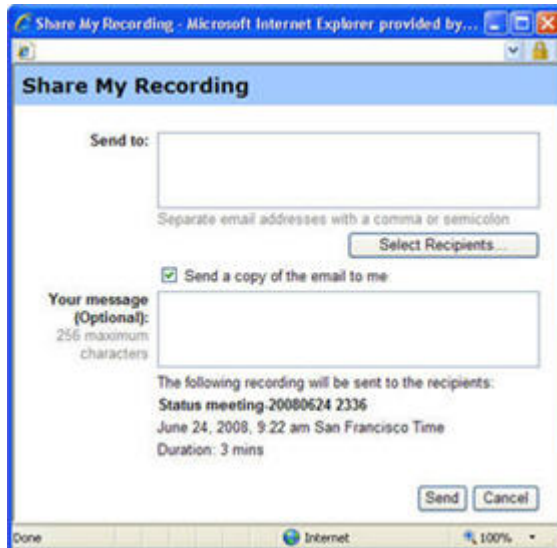 Share My Recording - Microsoft Internet Explorer provided by...
Share My Recording
Send to:
Separate email addresses with a comma or semicolon
Select Recipients...
Send a copy of the email to me
Your message
(Optional):
256 maximum
characters
The following recording will be sent to the recipients:
Status meeting-20080624 2336
June 24, 2008, 9:22 am San Francisco Time
Duration: 3 mins
Send Cancel
Done Internet 100%